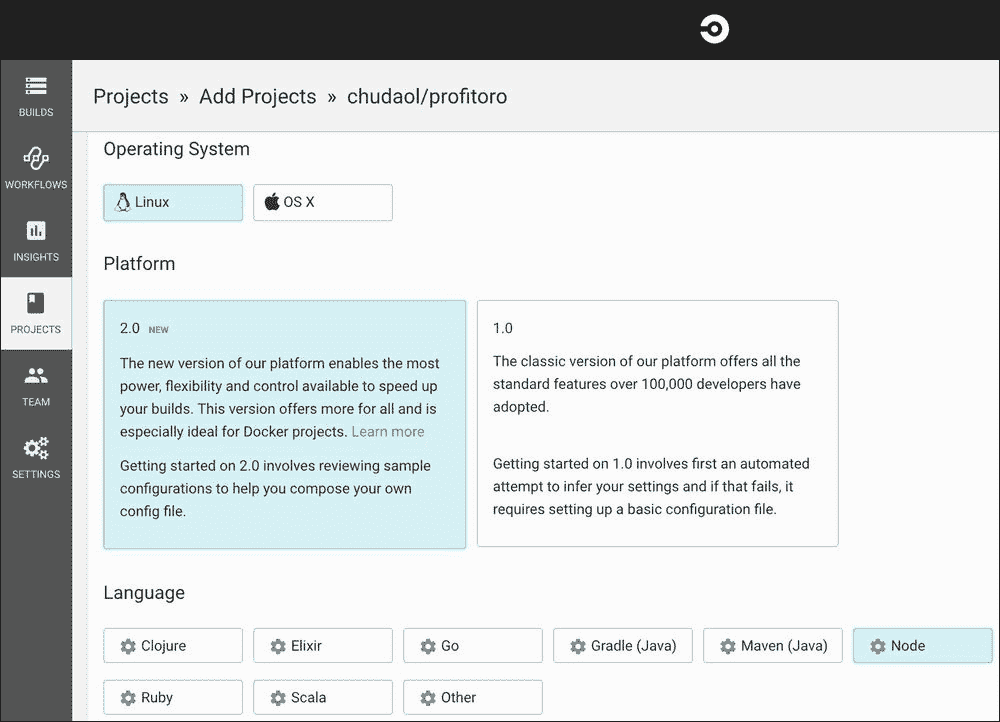 Projects » Add Projects » chudaol/profitoro
BUILDS
WORKFLOWS
INSIGHTS
PROJECTS
TEAM
SETTINGS
Operating System
Linux
OS X
Platform
2.0 NEW
The new version of our platform enables the most
power, flexibility and control available to speed up
your builds. This version offers more for all and is
especially ideal for Docker projects. Learn more
Getting started on 2.0 involves reviewing sample
configurations to help you compose your own
config file.
1.0
The classic version of our platform offers all the
standard features over 100,000 developers have
adopted.
Getting started on 1.0 involves first an automated
attempt to infer your settings and if that fails, it
requires setting up a basic configuration file.
Language
Clojure
Elixir
Go
Gradle (Java)
Maven (Java)
Node
Ruby
Scala
Other